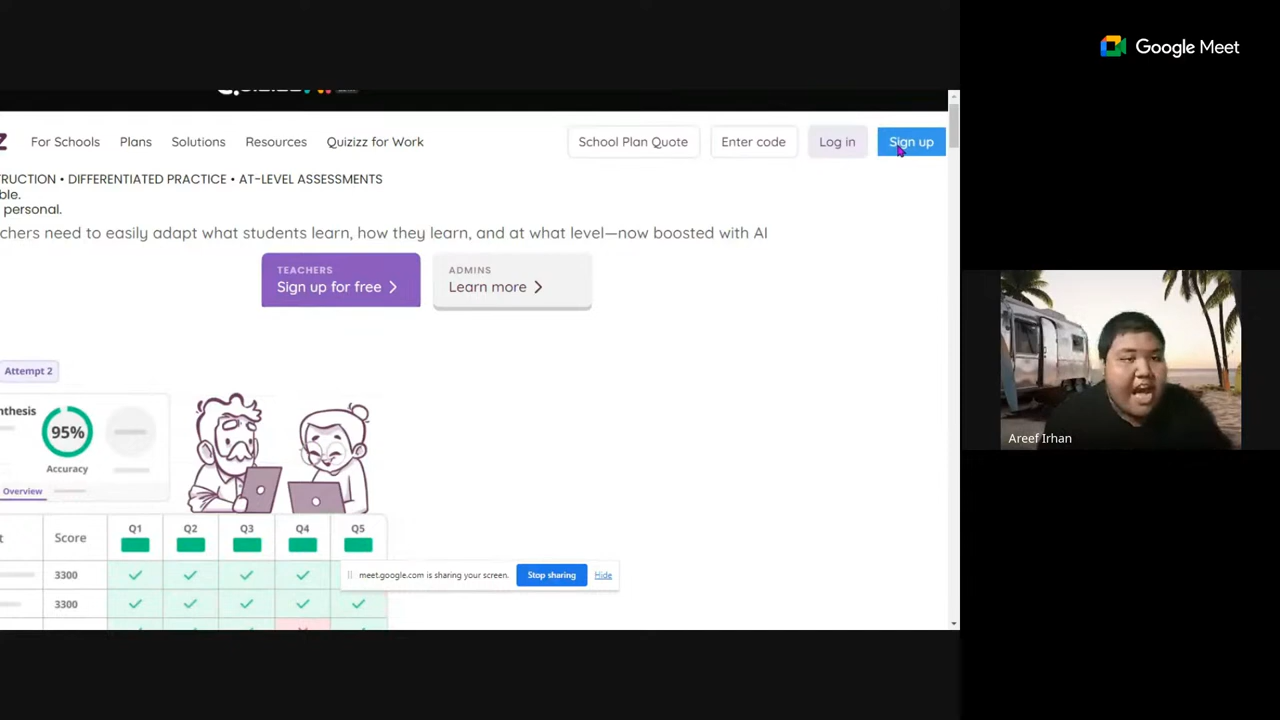 Google Meet
z
For Schools Plans Solutions Resources Quizizz for Work School Plan Quote Enter code Log in Sign up
TRUCTION • DIFFERENTIATED PRACTICE • AT-LEVEL ASSESSMENTS
ble.
personal.
chers need to easily adapt what students learn, how they learn, and at what level—now boosted with AI
TEACHERS
Sign up for free >
ADMINS
Learn more >
Attempt 2
nthesis
95%
Accuracy
Overview
t Score Q1 Q2 Q3 Q4 Q5
3300
3300
meet.google.com is sharing your screen. Stop sharing Hide
Areef Irhan